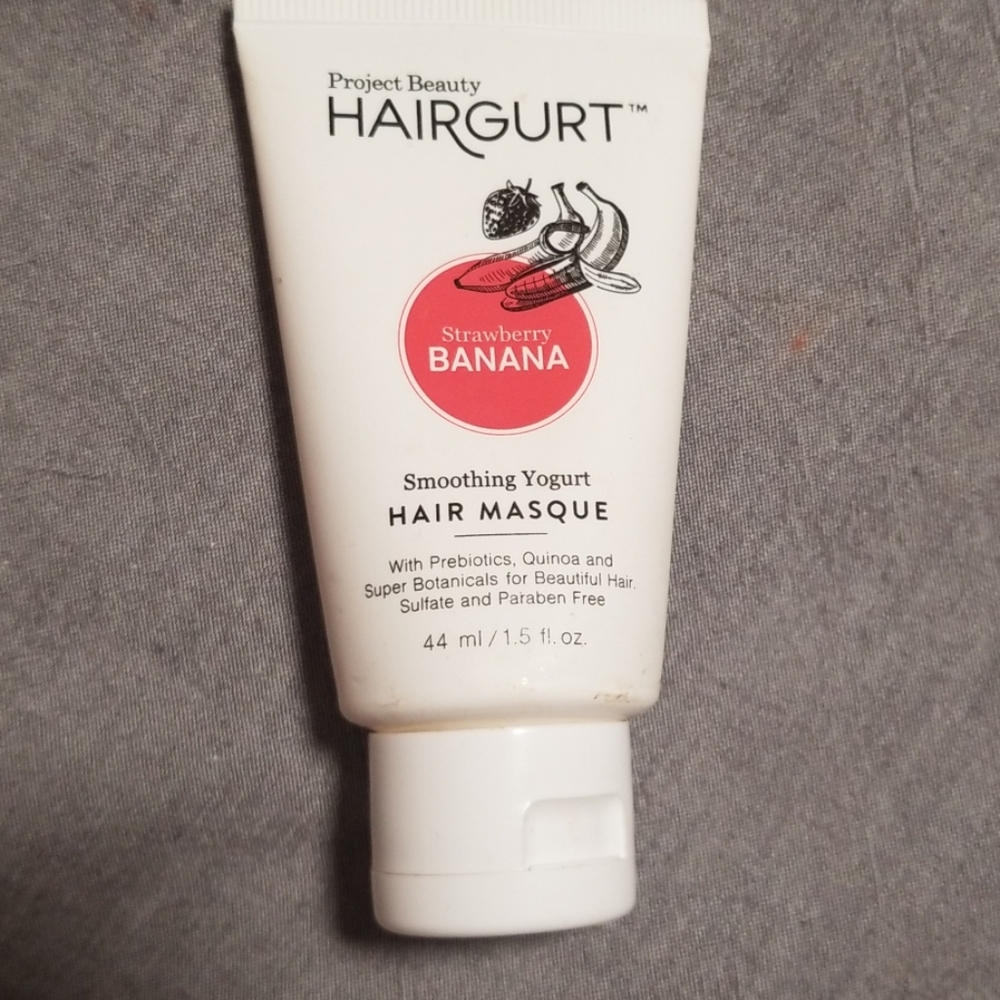 Project Beauty
HAIRGURT™
Strawberry
BANANA
Smoothing Yogurt
HAIR MASQUE
With Prebiotics, Quinoa and
Super Botanicals for Beautiful Hair.
Sulfate and Paraben Free
44 ml / 1.5 fl. oz.